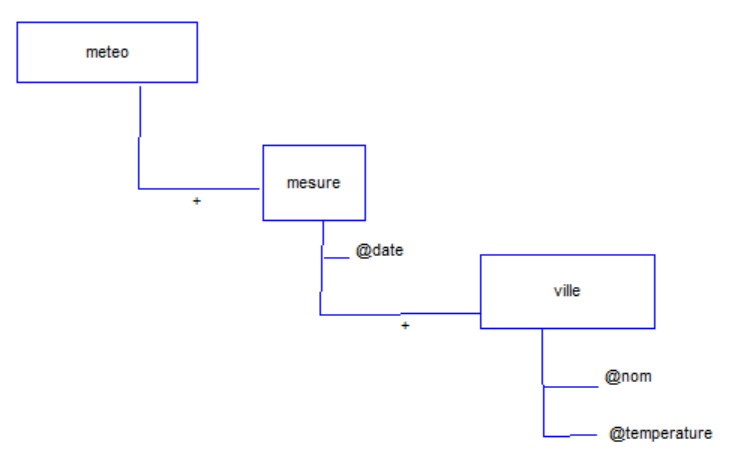 meteo
mesure
+
@date
ville
+
@nom
@temperature